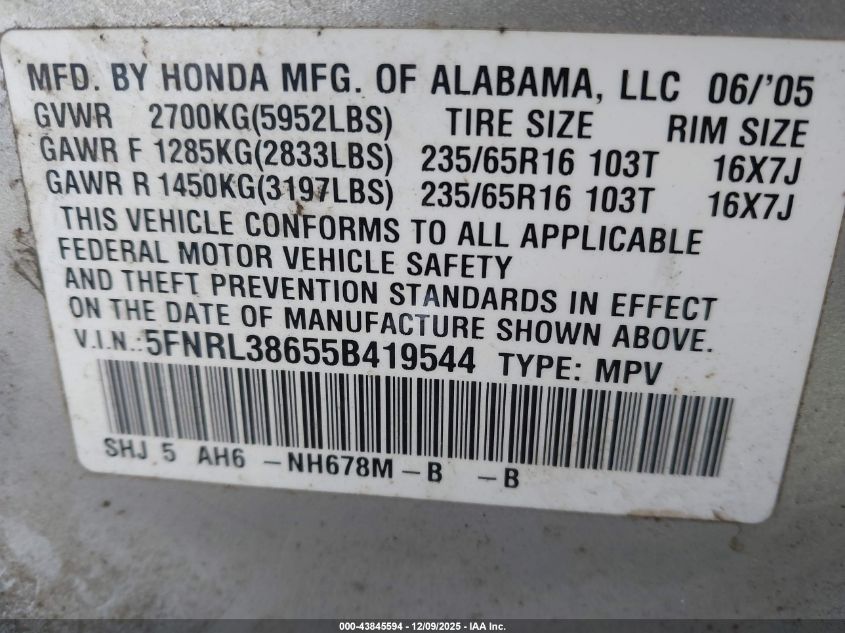 MFD. BY HONDA MFG. OF ALABAMA, LLC 06/'05
GVWR 2700KG(5952LBS) TIRE SIZE RIM SIZE
GAWR F 1285KG(2833LBS) 235/65R16 103T 16X7J
GAWR R 1450KG(3197LBS) 235/65R16 103T 16X7J
THIS VEHICLE CONFORMS TO ALL APPLICABLE
FEDERAL MOTOR VEHICLE SAFETY
AND THEFT PREVENTION STANDARDS IN EFFECT
ON THE DATE OF MANUFACTURE SHOWN ABOVE.
V.I.N.:5FNRL38655B419544 TYPE: MPV
SHJ 5 AH6 -NH678M-B -B
000-43845594 - 12/09/2025 - IAA Inc.